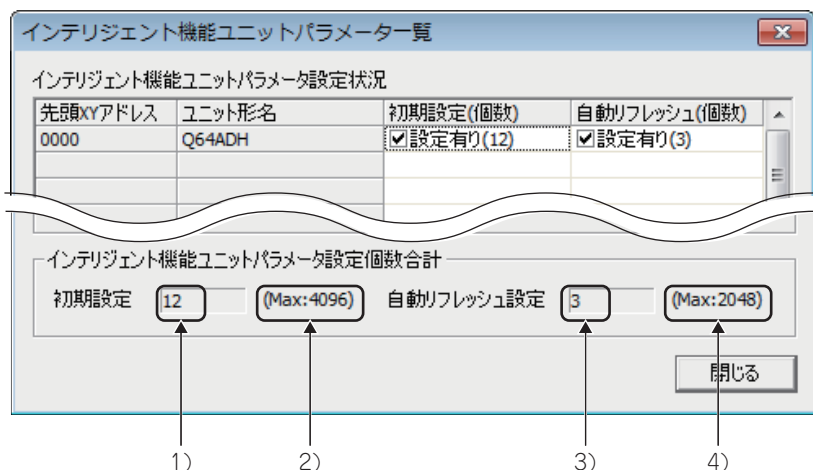 インテリジェント機能ユニットパラメータ一覧
インテリジェント機能ユニットパラメータ設定状況
先頭XYアドレス ユニット形名 初期設定(個数) 自動リフレッシュ(個数)
0000 Q64ADH 設定有り(12) 設定有り(3)
インテリジェント機能ユニットパラメータ設定個数合計
初期設定 12 (Max:4096) 自動リフレッシュ設定 3 (Max:2048)
閉じる
1) 2) 3) 4)